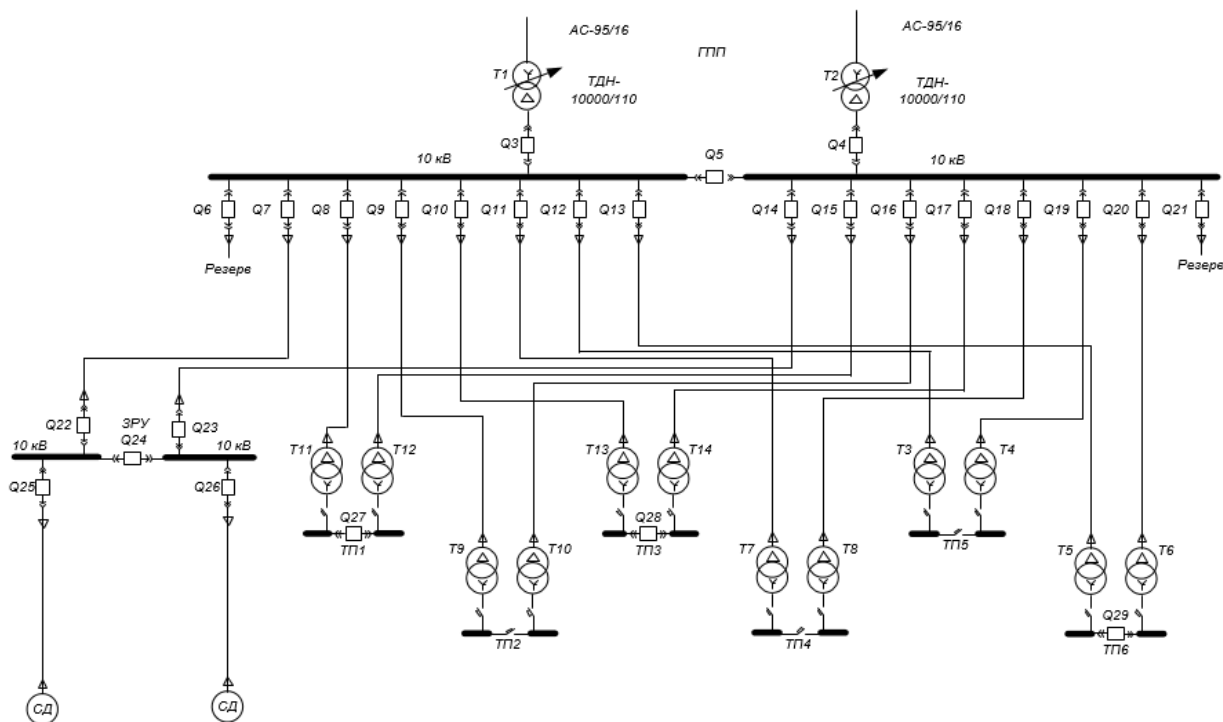 АС-95/16
АС-95/16
ГПП
Т1
ТДН-
10000/110
Т2
ТДН-
10000/110
Q3
Q4
Q5
10 кВ
10 кВ
Q6
Q7
Q8
Q9
Q10
Q11
Q12
Q13
Q14
Q15
Q16
Q17
Q18
Q19
Q20
Q21
Резерв
Резерв
Q22
ЗРУ
Q23
10 кВ
Q24
10 кВ
Q25
Q26
Т11
Т12
Т13
Т14
Т3
Т4
Q27
Q28
ТП1
ТП3
ТП5
Т9
Т10
Т7
Т8
Т5
Т6
Q29
ТП2
ТП4
ТП6
СД
СД